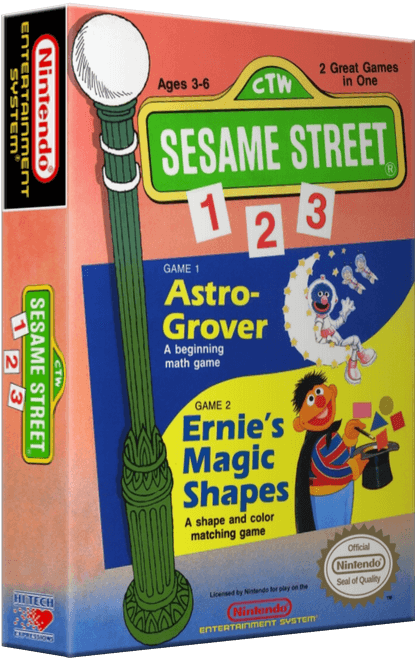 Nintendo®
ENTERTAINMENT
SYSTEM®
CTW
SESAME STREET
1 2 3
HI TECH
EXPRESSIONS
Ages 3-6
2 Great Games
in One
CTW
SESAME STREET®
1 2 3
GAME 1
Astro-
Grover
A beginning
math game
GAME 2
Ernie's
Magic
Shapes
A shape and color
matching game
Official
Nintendo
Seal of Quality
TM
Licensed by Nintendo for play on the
Nintendo
ENTERTAINMENT SYSTEM